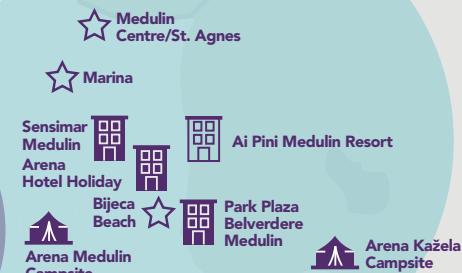 Medulin
Centre/St. Agnes
Marina
Sensimar
Medulin
Arena
Hotel Holiday
Ai Pini Medulin Resort
Bijeca
Beach
Park Plaza
Belverdere
Medulin
Arena Medulin
Campsite
Arena Kažela
Campsite